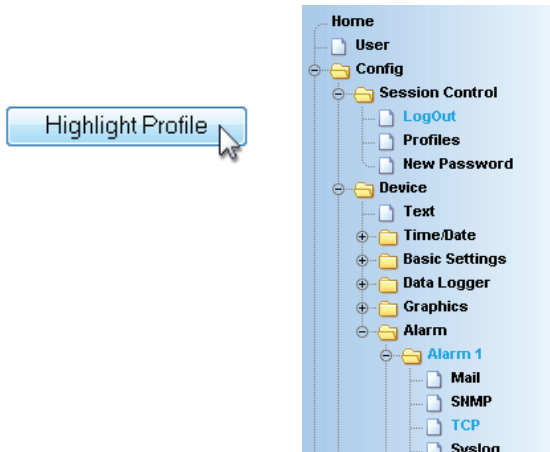 Highlight Profile
Home
User
Config
Session Control
LogOut
Profiles
New Password
Device
Text
Time/Date
Basic Settings
Data Logger
Graphics
Alarm
Alarm 1
Mail
SNMP
TCP
Syslog